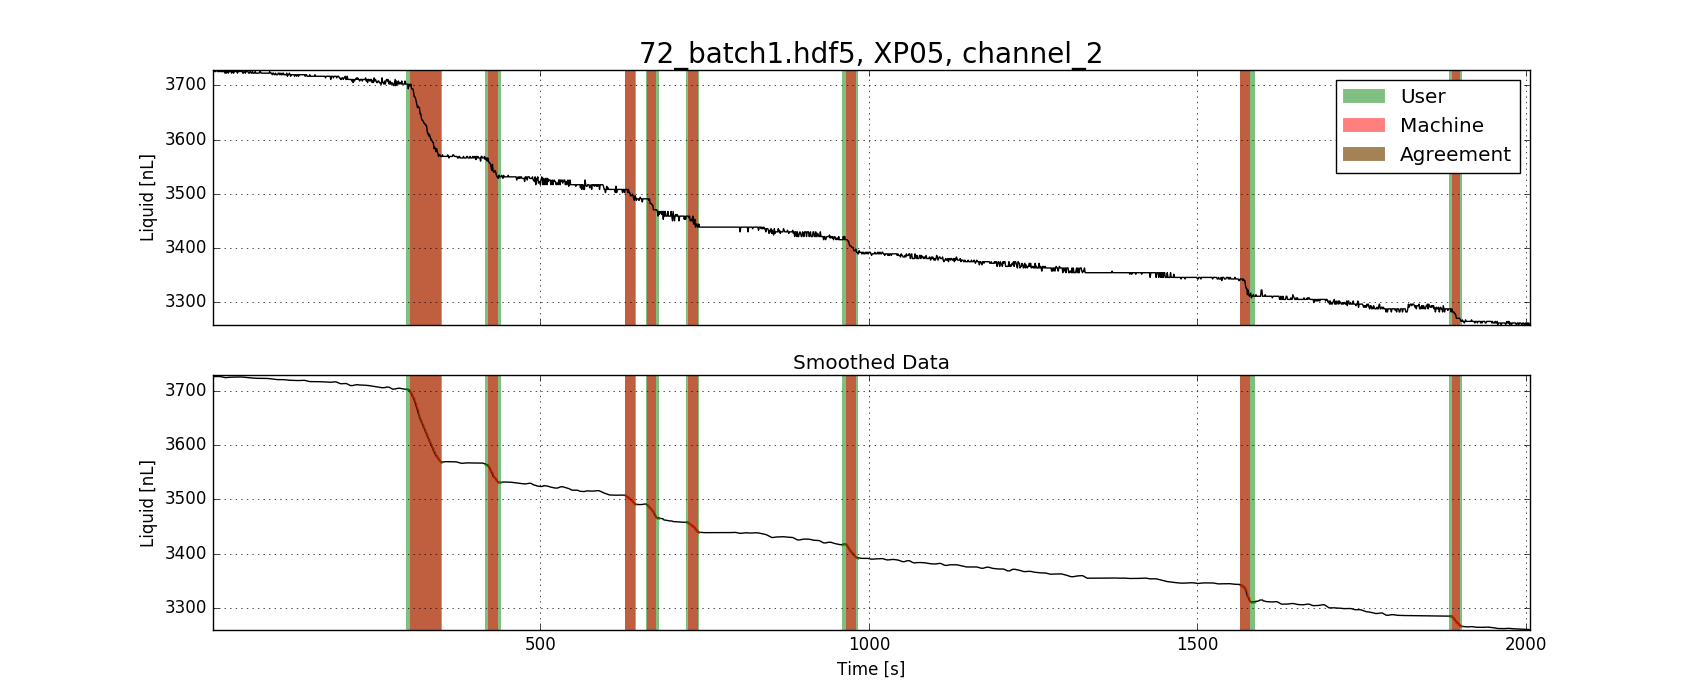 72_batch1.hdf5, XP05, channel_2
3700
3600
3500
3400
3300
Liquid [nL]
User
Machine
Agreement
Smoothed Data
3700
3600
3500
3400
3300
Liquid [nL]
500
1000
1500
2000
Time [s]